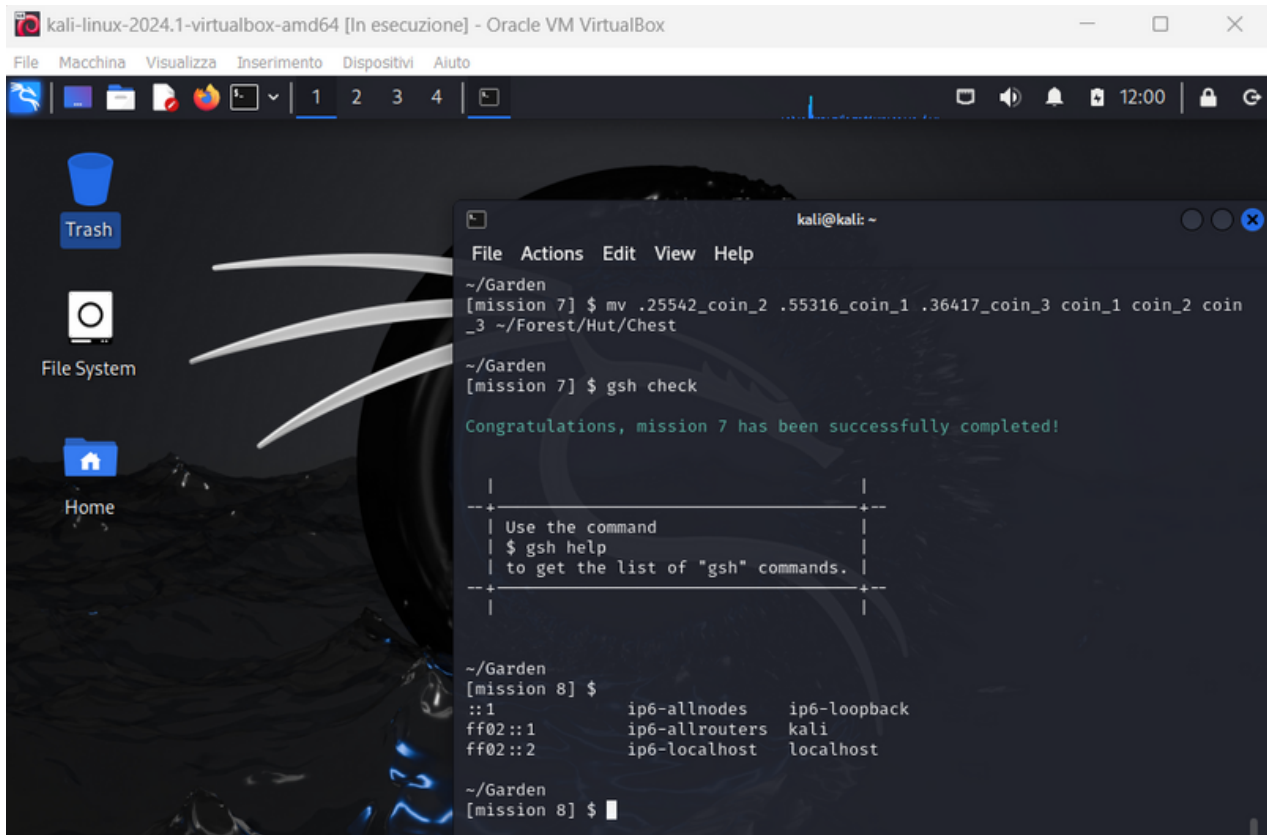 kali-linux-2024.1-virtualbox-amd64 [In esecuzione] - Oracle VM VirtualBox
File Macchina Visualizza Inserimento Dispositivi Aiuto
1 2 3 4 12:00
Trash
File System
Home
kali@kali: ~
File Actions Edit View Help
~/Garden
[mission 7] $ mv .25542_coin_2 .55316_coin_1 .36417_coin_3 coin_1 coin_2 coin
_3 ~/Forest/Hut/Chest
~/Garden
[mission 7] $ gsh check
Congratulations, mission 7 has been successfully completed!
| |
--+--+--
| Use the command |
| $ gsh help |
| to get the list of "gsh" commands. |
--+--+--
| |
~/Garden
[mission 8] $
::1 ip6-allnodes ip6-loopback
ff02::1 ip6-allrouters kali
ff02::2 ip6-localhost localhost
~/Garden
[mission 8] $